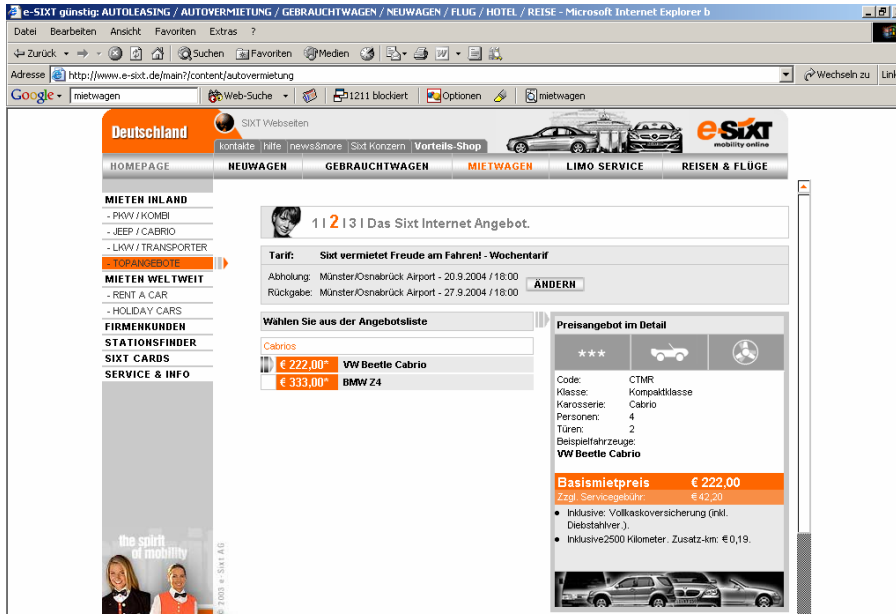 e-SIXT günstig: AUTOLEASING / AUTOVERMIETUNG / GEBRAUCHTWAGEN / NEUWAGEN / FLUG / HOTEL / REISE - Microsoft Internet Explorer b
Datei Bearbeiten Ansicht Favoriten Extras ?
Zurück Suchen Favoriten Medien
Adresse http://www.e-sixt.de/main?/content/autovermietung Wechseln zu Link
Google mietwagen Web-Suche 1211 blockiert Optionen mietwagen
Deutschland SIXT Webseiten e-SIXT
mobility online
kontakte | hilfe | news&more | Sixt Konzern | Vorteils-Shop
HOMEPAGE NEUWAGEN GEBRAUCHTWAGEN MIETWAGEN LIMO SERVICE REISEN & FLÜGE
MIETEN INLAND
- PKW / KOMBI
- JEEP / CABRIO
- LKW / TRANSPORTER
- TOPANGEBOTE
MIETEN WELTWEIT
- RENT A CAR
- HOLIDAY CARS
FIRMENKUNDEN
STATIONSFINDER
SIXT CARDS
SERVICE & INFO
the spirit
of mobility
© 2003 e-Sixt AG
1 | 2 | 3 | Das Sixt Internet Angebot.
Tarif: Sixt vermietet Freude am Fahren! - Wochentarif
Abholung: Münster/Osnabrück Airport - 20.9.2004 / 18:00
Rückgabe: Münster/Osnabrück Airport - 27.9.2004 / 18:00
ÄNDERN
Wählen Sie aus der Angebotsliste
Cabrios
€ 222,00* VW Beetle Cabrio
€ 333,00* BMW Z4
Preisangebot im Detail
***
Code: CTMR
Klasse: Kompaktklasse
Karosserie: Cabrio
Personen: 4
Türen: 2
Beispielfahrzeuge:
VW Beetle Cabrio
Basismietpreis € 222,00
Zzgl. Servicegebühr: € 42,20
• Inklusive: Vollkaskoversicherung (inkl.
Diebstahlver.).
• Inklusive2500 Kilometer. Zusatz-km: € 0,19.